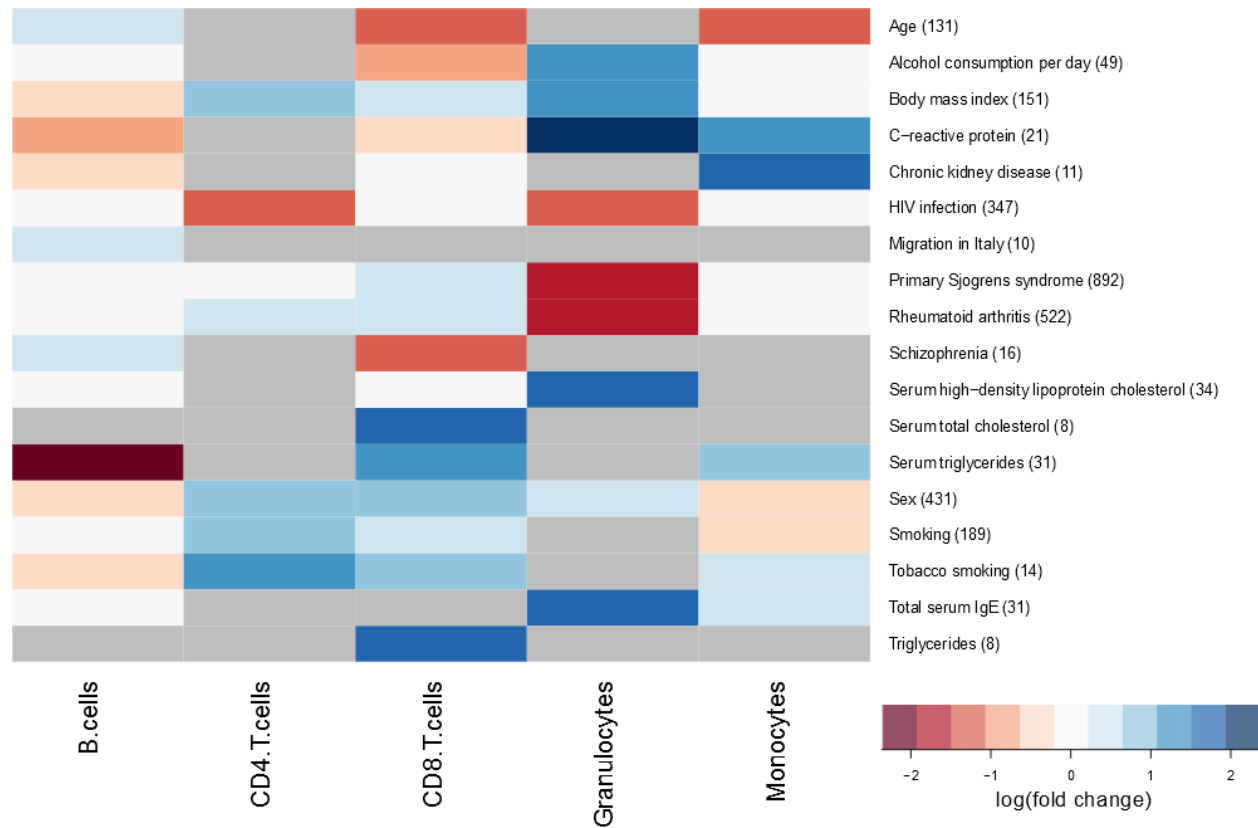 Age (131)
Alcohol consumption per day (49)
Body mass index (151)
C−reactive protein (21)
Chronic kidney disease (11)
HIV infection (347)
Migration in Italy (10)
Primary Sjogrens syndrome (892)
Rheumatoid arthritis (522)
Schizophrenia (16)
Serum high−density lipoprotein cholesterol (34)
Serum total cholesterol (8)
Serum triglycerides (31)
Sex (431)
Smoking (189)
Tobacco smoking (14)
Total serum IgE (31)
Triglycerides (8)
B.cells
CD4.T.cells
CD8.T.cells
Granulocytes
Monocytes
−2 −1 0 1 2
log(fold change)